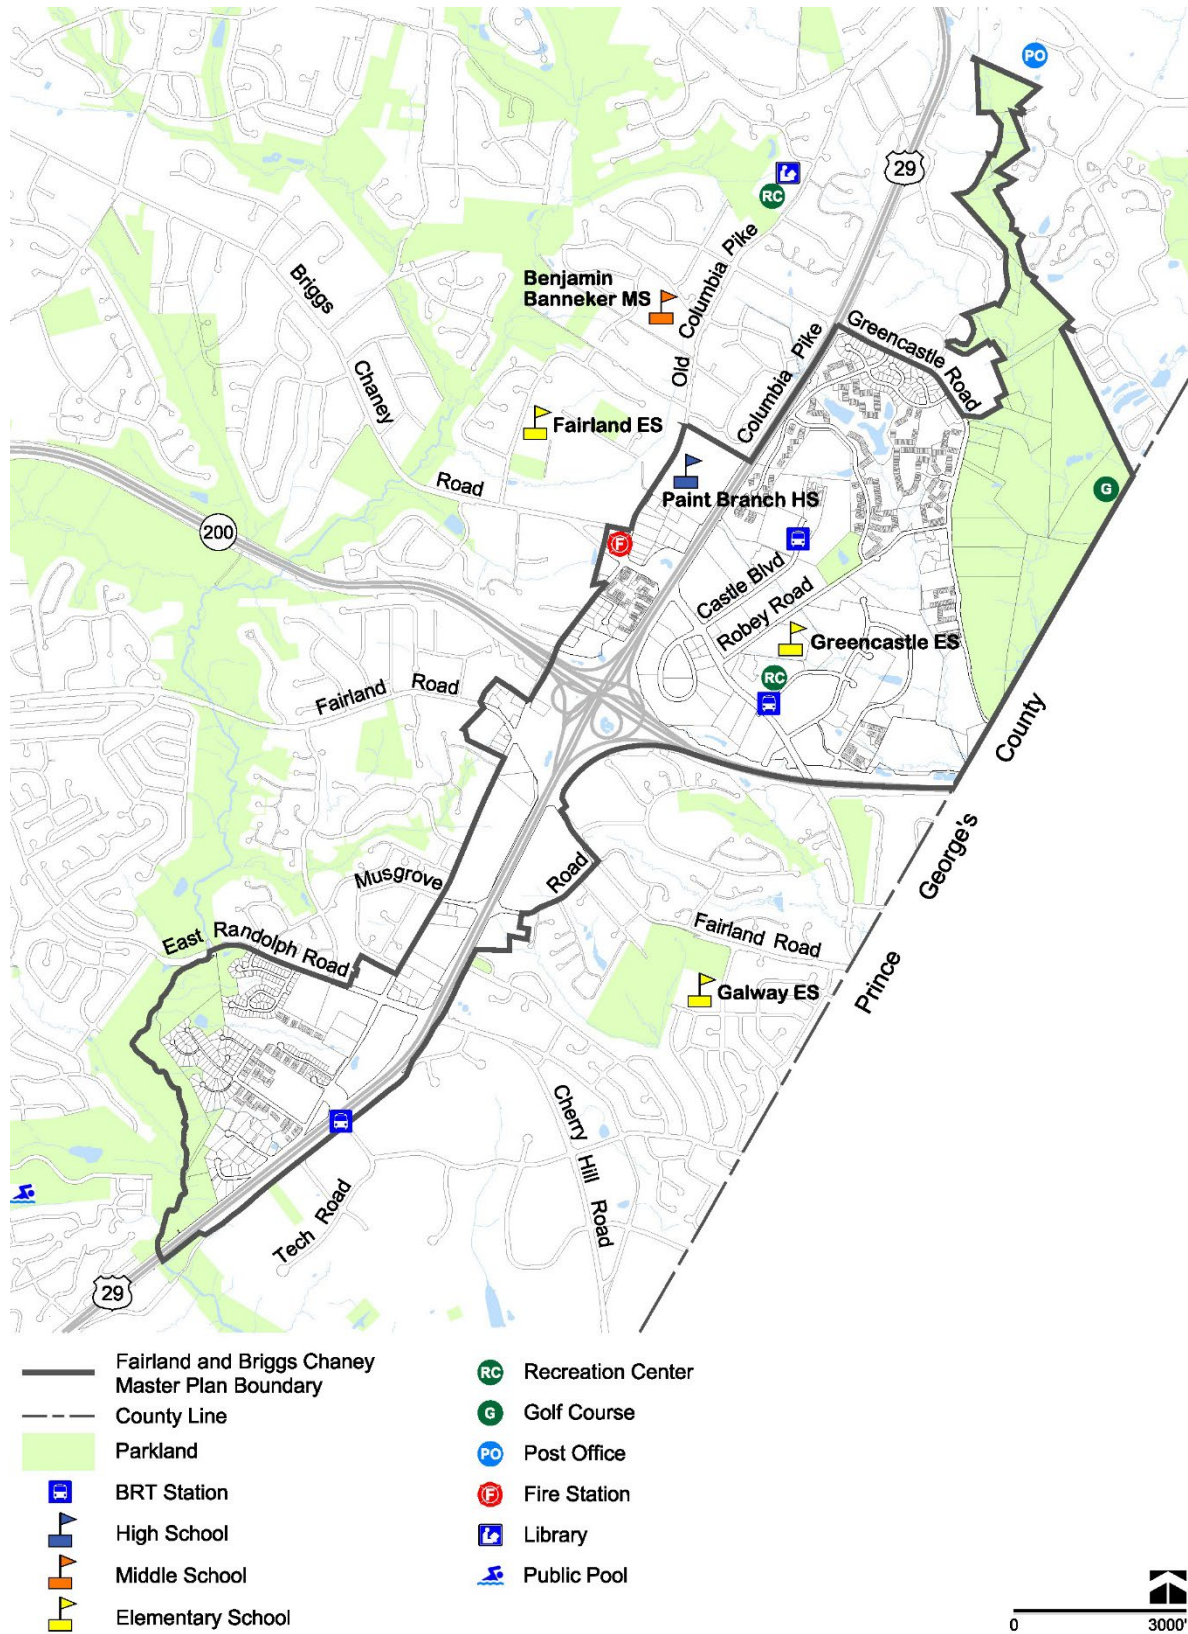 PO
29
RC
Benjamin
Banneker MS
Old Columbia Pike
Columbia Pike
Greencastle Road
Briggs Chaney Road
Fairland ES
Paint Branch HS
G
200
F
Castle Blvd
Robey Road
Greencastle ES
RC
Fairland Road
Prince George's County
Musgrove Road
East Randolph Road
Fairland Road
Galway ES
Cherry Hill Road
Tech Road
29
Fairland and Briggs Chaney
Master Plan Boundary
County Line
Parkland
BRT Station
High School
Middle School
Elementary School
RC Recreation Center
G Golf Course
PO Post Office
F Fire Station
Library
Public Pool
0 3000'